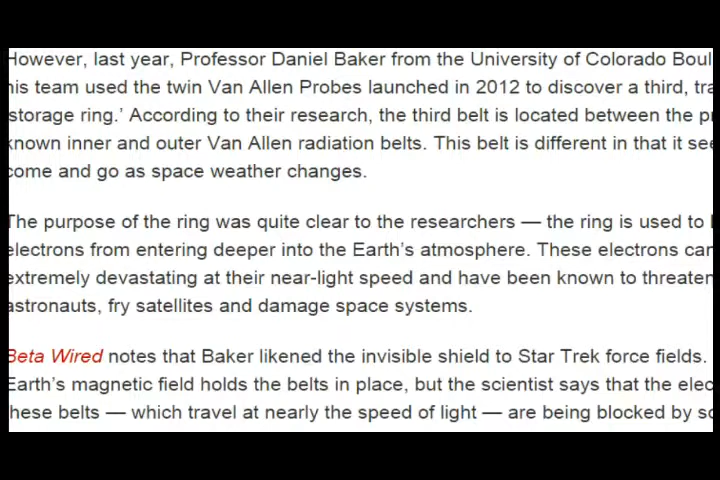 However, last year, Professor Daniel Baker from the University of Colorado Boul
his team used the twin Van Allen Probes launched in 2012 to discover a third, tra
storage ring.’ According to their research, the third belt is located between the pr
known inner and outer Van Allen radiation belts. This belt is different in that it see
come and go as space weather changes.
The purpose of the ring was quite clear to the researchers — the ring is used to
electrons from entering deeper into the Earth’s atmosphere. These electrons can
extremely devastating at their near-light speed and have been known to threaten
astronauts, fry satellites and damage space systems.
Beta Wired notes that Baker likened the invisible shield to Star Trek force fields.
Earth’s magnetic field holds the belts in place, but the scientist says that the elec
these belts — which travel at nearly the speed of light — are being blocked by so